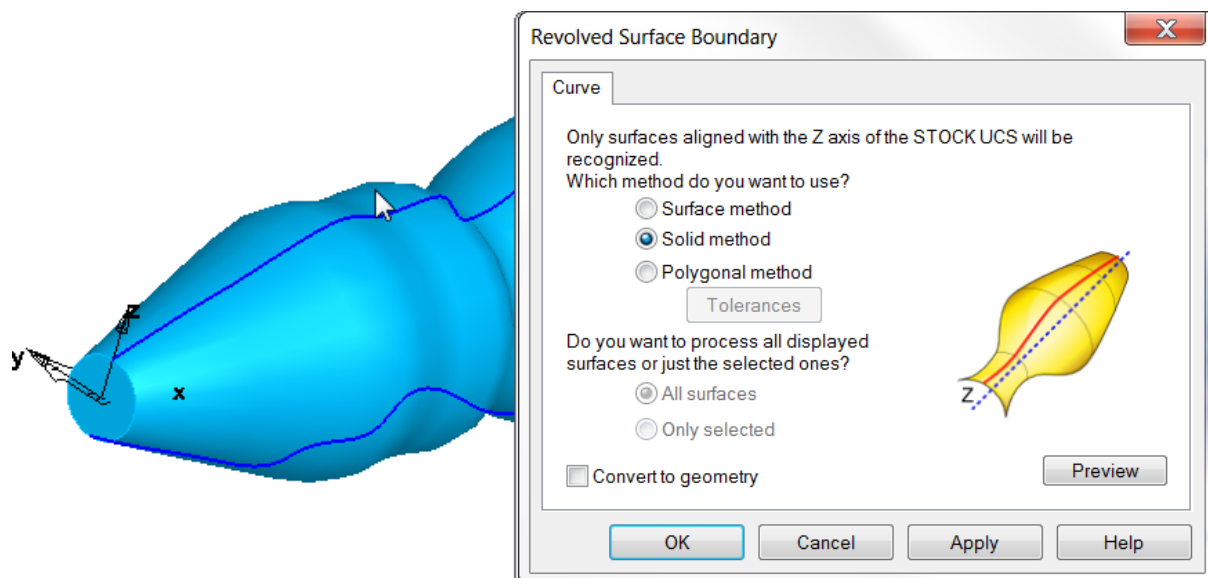 Revolved Surface Boundary
X
Curve
Only surfaces aligned with the Z axis of the STOCK UCS will be
recognized.
Which method do you want to use?
Surface method
Solid method
Polygonal method
Tolerances
Do you want to process all displayed
surfaces or just the selected ones?
All surfaces
Only selected
Convert to geometry
Preview
OK
Cancel
Apply
Help
Z
y
x
Z